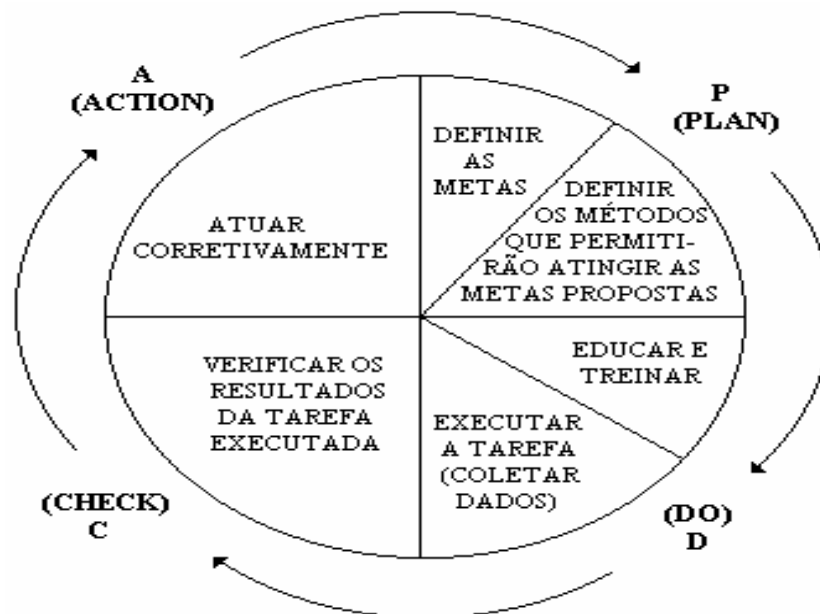 A
(ACTION)
P
(PLAN)
DEFINIR
AS
METAS
DEFINIR
OS MÉTODOS
QUE PERMITI-
RÃO ATINGIR AS
METAS PROPOSTAS
ATUAR
CORRETIVAMENTE
EDUCAR E
TREINAR
VERIFICAR OS
RESULTADOS
DA TAREFA
EXECUTADA
EXECUTAR
A TAREFA
(COLETAR
DADOS)
(CHECK)
C
(DO)
D